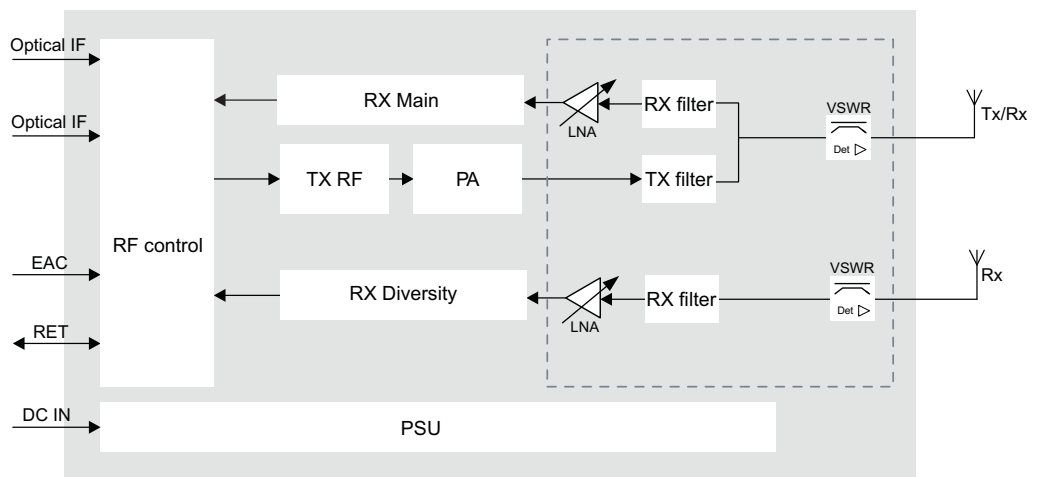 Optical IF
RX Main
LNA
RX filter
VSWR
Det
Tx/Rx
Optical IF
TX RF
PA
TX filter
RF control
EAC
RX Diversity
LNA
RX filter
VSWR
Det
Rx
RET
DC IN
PSU